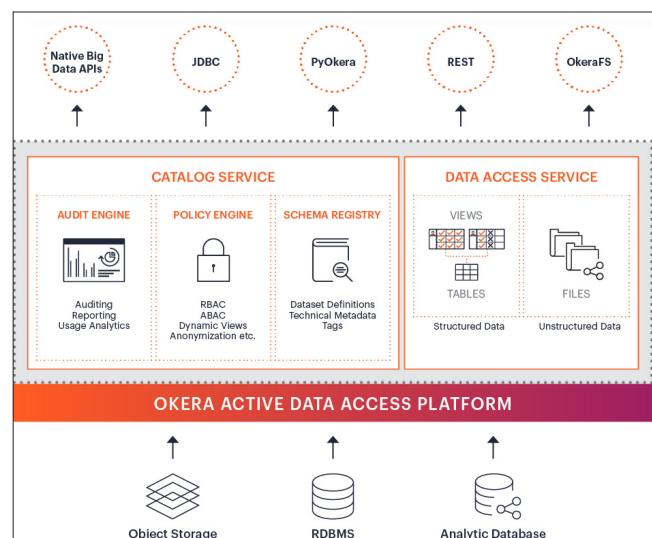 Native Big
Data APIs
JDBC
PyOkera
REST
OkeraFS
CATALOG SERVICE
DATA ACCESS SERVICE
AUDIT ENGINE
POLICY ENGINE
SCHEMA REGISTRY
VIEWS
TABLES
FILES
Auditing
Reporting
Usage Analytics
RBAC
ABAC
Dynamic Views
Anonymization etc.
Dataset Definitions
Technical Metadata
Tags
Structured Data
Unstructured Data
OKERA ACTIVE DATA ACCESS PLATFORM
Object Storage
RDBMS
Analytic Database